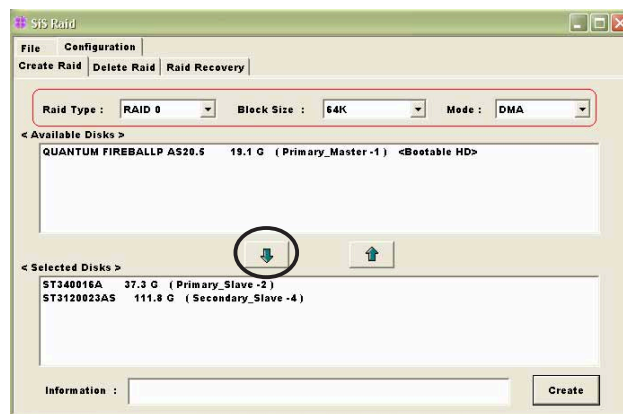 SiS Raid
File Configuration
Create Raid Delete Raid Raid Recovery
Raid Type : RAID 0 Block Size : 64K Mode : DMA
< Available Disks >
QUANTUM FIREBALLP AS20.5 19.1 G ( Primary_Master -1 ) <Bootable HD>
< Selected Disks >
ST340016A 37.3 G ( Primary_Slave -2 )
ST3120023AS 111.8 G ( Secondary_Slave -4 )
Information : Create